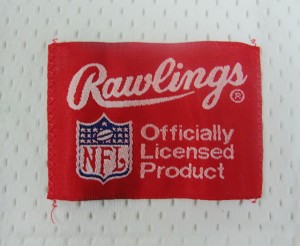 Rawlings ®
NFL
Officially
Licensed
Product